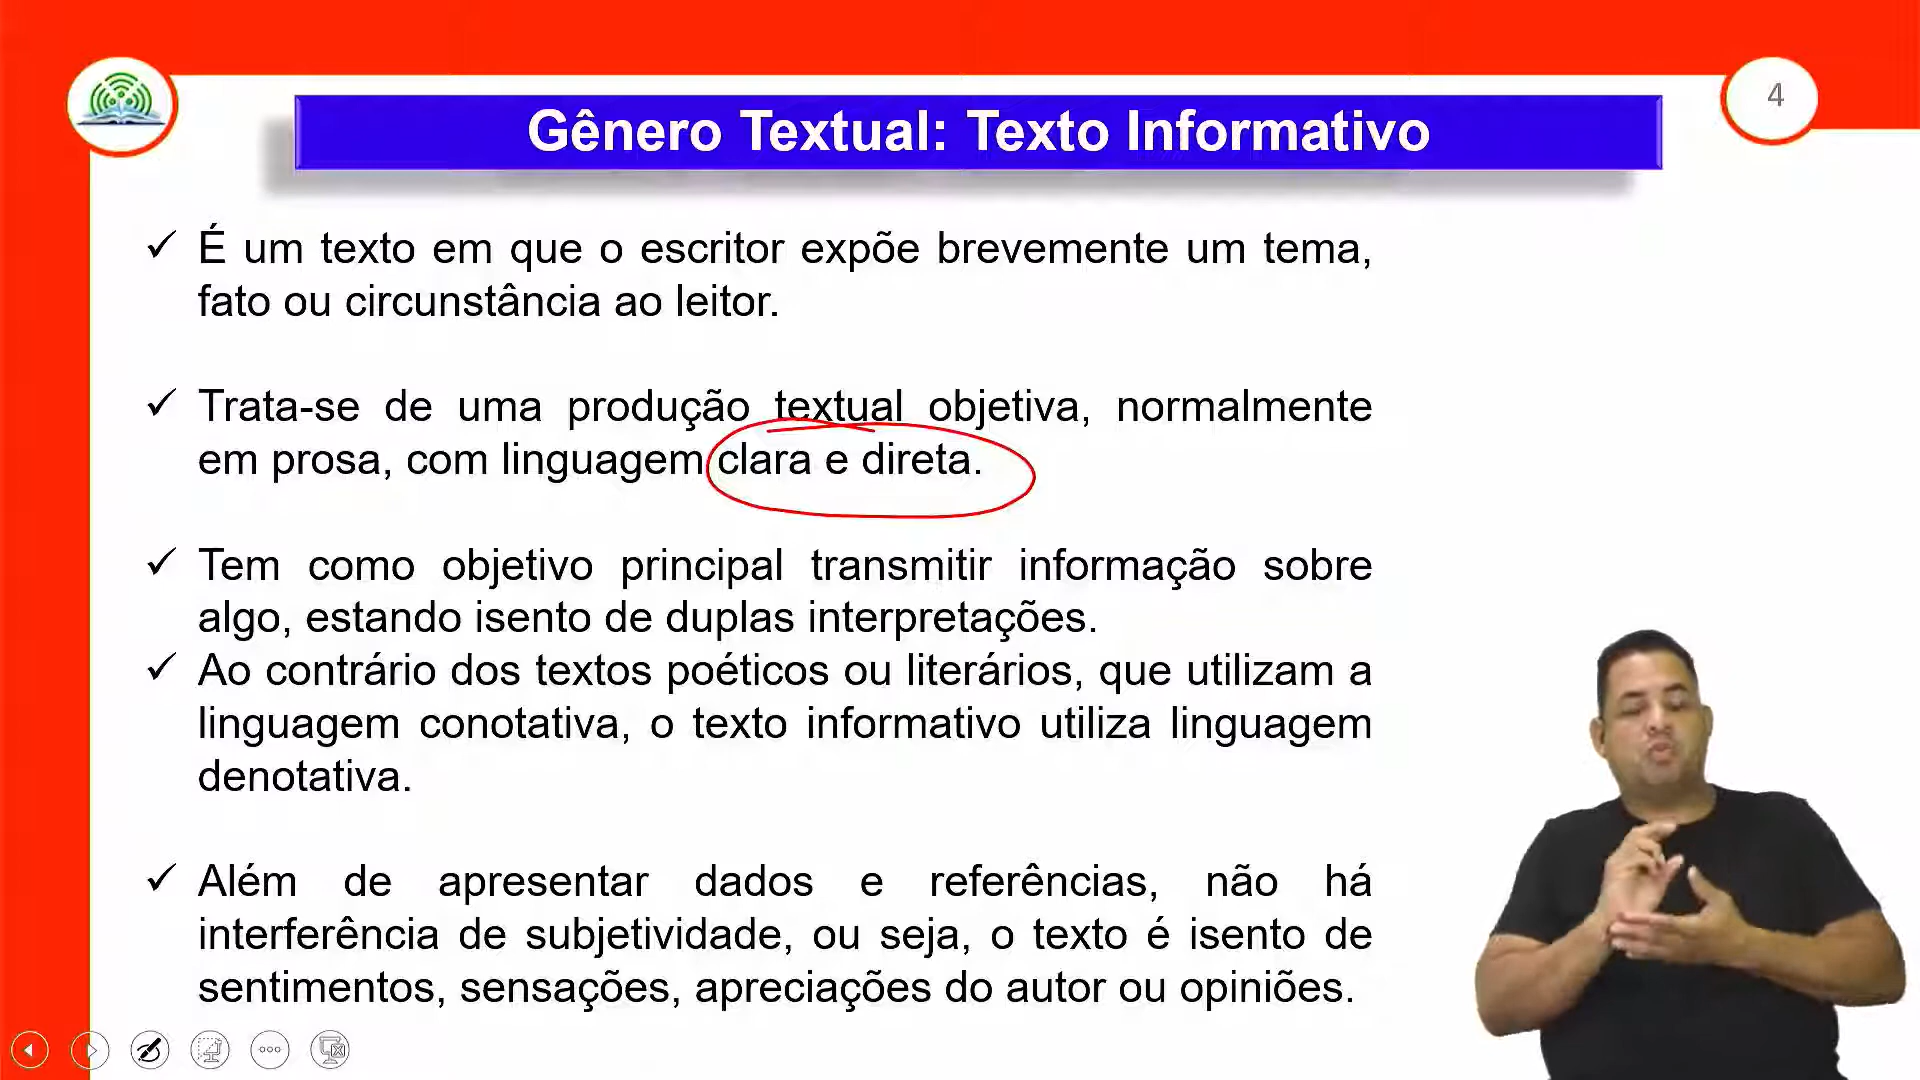 4
Gênero Textual: Texto Informativo
✓ É um texto em que o escritor expõe brevemente um tema,
fato ou circunstância ao leitor.
✓ Trata-se de uma produção textual objetiva, normalmente
em prosa, com linguagem clara e direta.
✓ Tem como objetivo principal transmitir informação sobre
algo, estando isento de duplas interpretações.
✓ Ao contrário dos textos poéticos ou literários, que utilizam a
linguagem conotativa, o texto informativo utiliza linguagem
denotativa.
✓ Além de apresentar dados e referências, não há
interferência de subjetividade, ou seja, o texto é isento de
sentimentos, sensações, apreciações do autor ou opiniões.